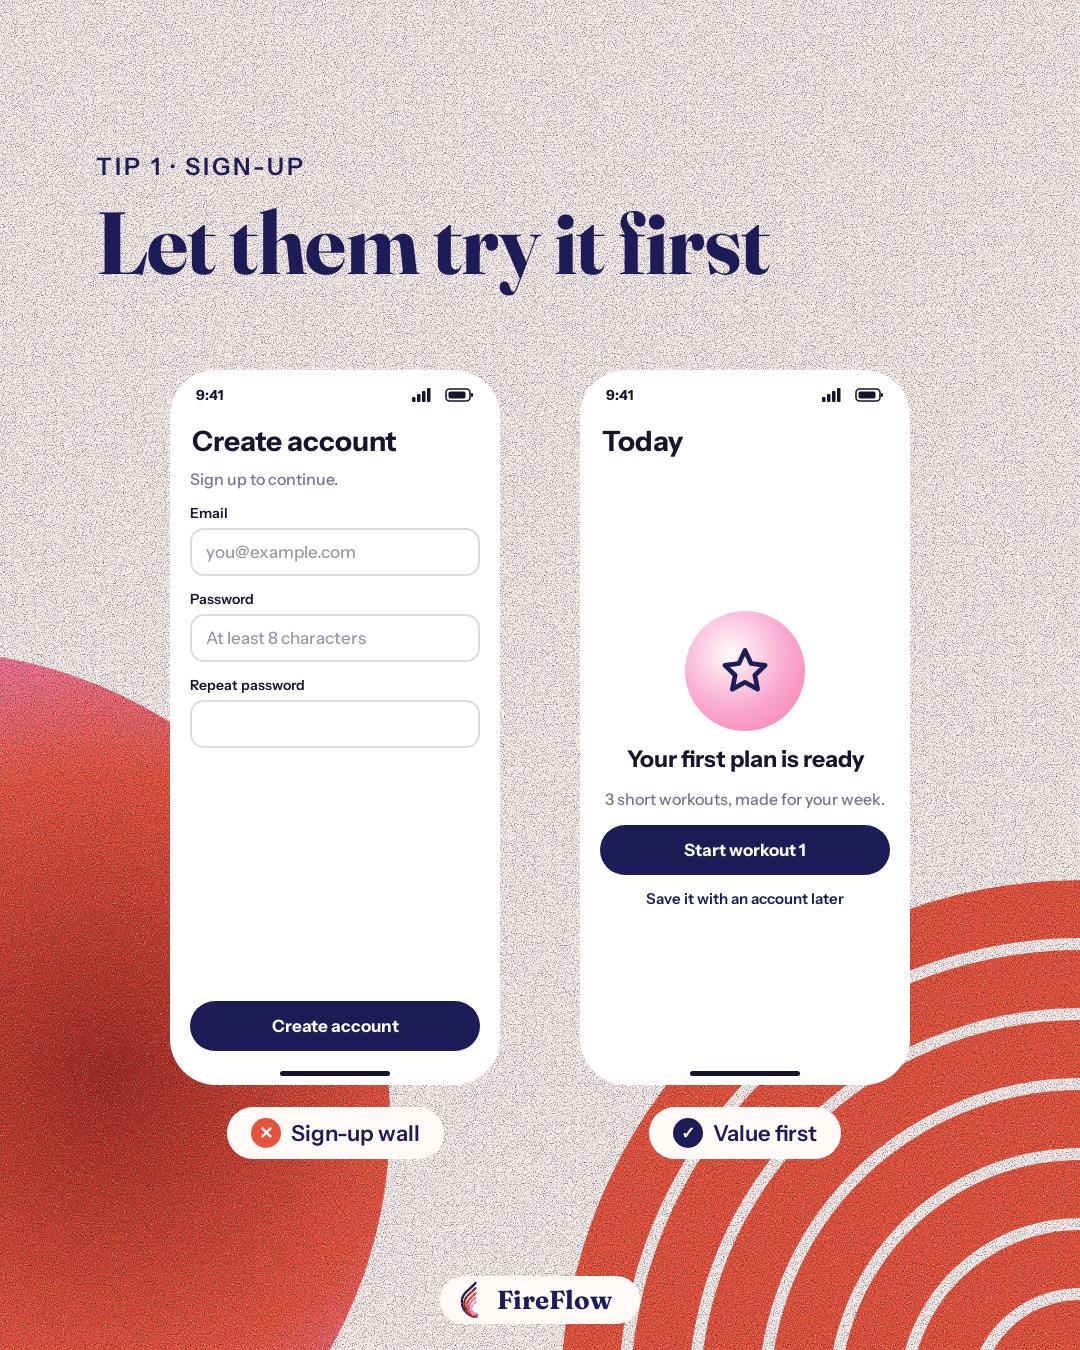 TIP 1 · SIGN-UP
Let them try it first
9:41
Create account
Sign up to continue.
Email
you@example.com
Password
At least 8 characters
Repeat password
Create account
Sign-up wall
9:41
Today
Your first plan is ready
3 short workouts, made for your week.
Start workout 1
Save it with an account later
Value first
FireFlow